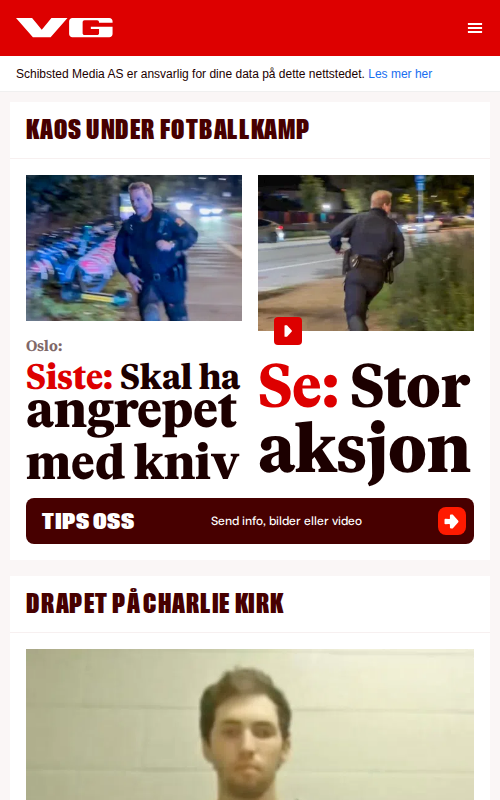 VG
Schibsted Media AS er ansvarlig for dine data på dette nettstedet. Les mer her
KAOS UNDER FOTBALLKAMP
Oslo:
Siste: Skal ha
angrepet
med kniv
Se: Stor
aksjon
TIPS OSS
Send info, bilder eller video
DRAPET PÅ CHARLIE KIRK